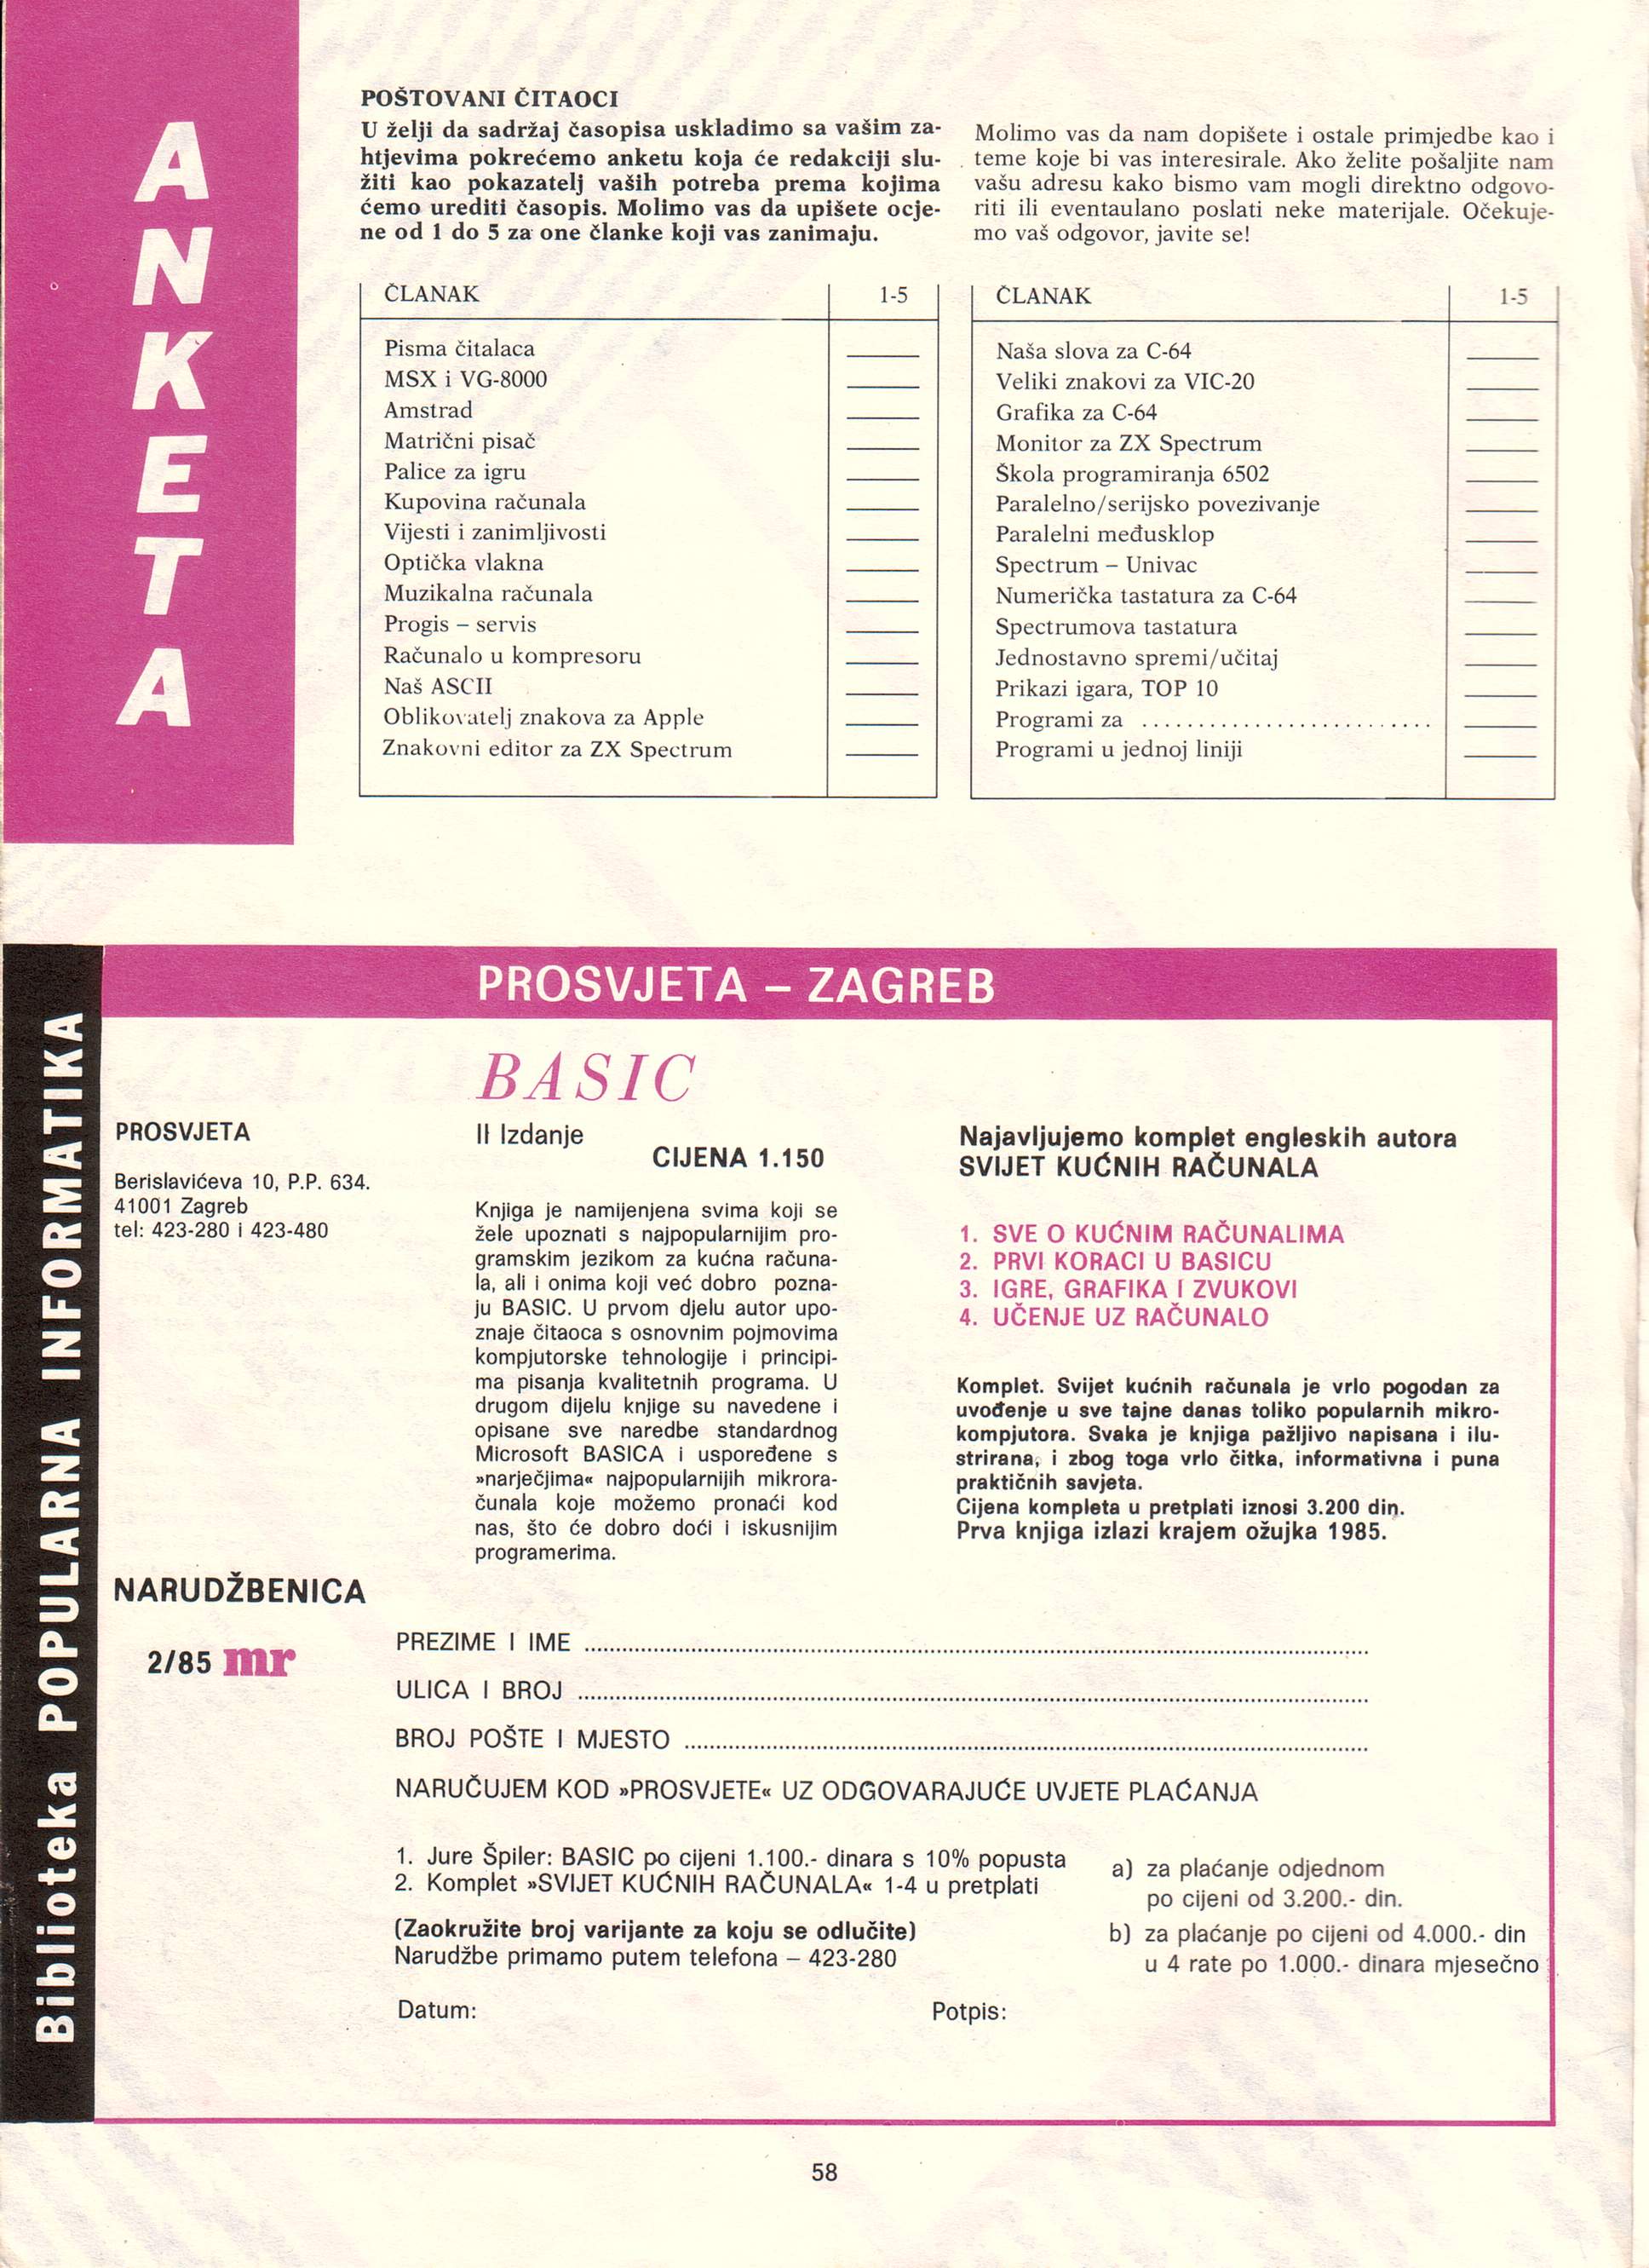 ANKETA
POŠTOVANI ČITAOCI
U želji da sadržaj časopisa uskladimo sa vašim za-
htjevima pokrećemo anketu koja će redakciji slu-
žiti kao pokazatelj vaših potreba prema kojima
ćemo urediti časopis. Molimo vas da upišete ocje-
ne od 1 do 5 za one članke koji vas zanimaju.
Molimo vas da nam dopišete i ostale primjedbe kao i
teme koje bi vas interesirale. Ako želite pošaljite nam
vašu adresu kako bismo vam mogli direktno odgovo-
riti ili eventaulano poslati neke materijale. Očekuje-
mo vaš odgovor, javite se!
ČLANAK 1-5
Pisma čitalaca
MSX i VG-8000
Amstrad
Matrični pisač
Palice za igru
Kupovina računala
Vijesti i zanimljivosti
Optička vlakna
Muzikalna računala
Progis – servis
Računalo u kompresoru
Naš ASCII
Oblikovatelj znakova za Apple
Znakovni editor za ZX Spectrum
ČLANAK 1-5
Naša slova za C-64
Veliki znakovi za VIC-20
Grafika za C-64
Monitor za ZX Spectrum
Škola programiranja 6502
Paralelno/serijsko povezivanje
Paralelni međusklop
Spectrum – Univac
Numerička tastatura za C-64
Spectrumova tastatura
Jednostavno spremi/učitaj
Prikazi igara, TOP 10
Programi za ..........................
Programi u jednoj liniji
Biblioteka POPULARNA INFORMATIKA
PROSVJETA – ZAGREB
PROSVJETA
Berislavićeva 10, P.P. 634.
41001 Zagreb
tel: 423-280 i 423-480
BASIC
II Izdanje
CIJENA 1.150
Knjiga je namijenjena svima koji se
žele upoznati s najpopularnijim pro-
gramskim jezikom za kućna računa-
la, ali i onima koji već dobro pozna-
ju BASIC. U prvom djelu autor upo-
znaje čitaoca s osnovnim pojmovima
kompjutorske tehnologije i principi-
ma pisanja kvalitetnih programa. U
drugom dijelu knjige su navedene i
opisane sve naredbe standardnog
Microsoft BASICA i uspoređene s
»narječjima« najpopularnijih mikrora-
čunala koje možemo pronaći kod
nas, što će dobro doći i iskusnijim
programerima.
Najavljujemo komplet engleskih autora
SVIJET KUĆNIH RAČUNALA
1. SVE O KUĆNIM RAČUNALIMA
2. PRVI KORACI U BASICU
3. IGRE, GRAFIKA I ZVUKOVI
4. UČENJE UZ RAČUNALO
Komplet. Svijet kućnih računala je vrlo pogodan za
uvođenje u sve tajne danas toliko popularnih mikro-
kompjutora. Svaka je knjiga pažljivo napisana i ilu-
strirana, i zbog toga vrlo čitka, informativna i puna
praktičnih savjeta.
Cijena kompleta u pretplati iznosi 3.200 din.
Prva knjiga izlazi krajem ožujka 1985.
NARUDŽBENICA
2/85 mr
PREZIME I IME ..........................
ULICA I BROJ ..........................
BROJ POŠTE I MJESTO ..........................
NARUČUJEM KOD »PROSVJETE« UZ ODGOVARAJUĆE UVJETE PLAĆANJA
1. Jure Špiler: BASIC po cijeni 1.100.- dinara s 10% popusta
2. Komplet »SVIJET KUĆNIH RAČUNALA« 1-4 u pretplati
(Zaokružite broj varijante za koju se odlučite)
Narudžbe primamo putem telefona – 423-280
a) za plaćanje odjednom
po cijeni od 3.200.- din.
b) za plaćanje po cijeni od 4.000.- din
u 4 rate po 1.000.- dinara mjesečno
Datum: Potpis:
58